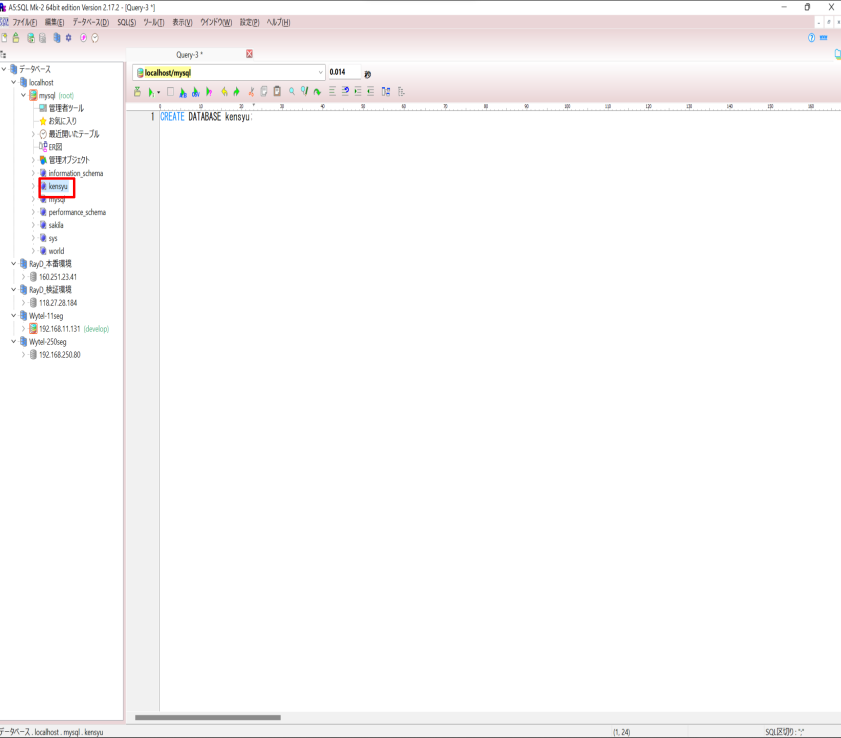 A5:SQL Mk-2 64bit edition Version 2.17.2 - [Query-3 *]
ファイル(F) 編集(E) データベース(D) SQL(S) ツール(T) 表示(V) ウインドウ(W) 設定(P) ヘルプ(H)
Query-3 *
データベース
localhost/mysql
0.014 秒
localhost
mysql (root)
管理者ツール
お気に入り
最近開いたテーブル
ER図
管理オブジェクト
information_schema
kensyu
mysql
performance_schema
sakila
sys
world
RayD_本番環境
160.251.23.41
RayD_検証環境
118.27.28.184
Wytel-11seg
192.168.11.131 (develop)
Wytel-250seg
192.168.250.80
0 10 20 30 40 50 60 70 80 90 100 110 120 130 140 150 160
1 CREATE DATABASE kensyu;
データベース . localhost . mysql . kensyu
(1, 24)
SQL区切り : ";"